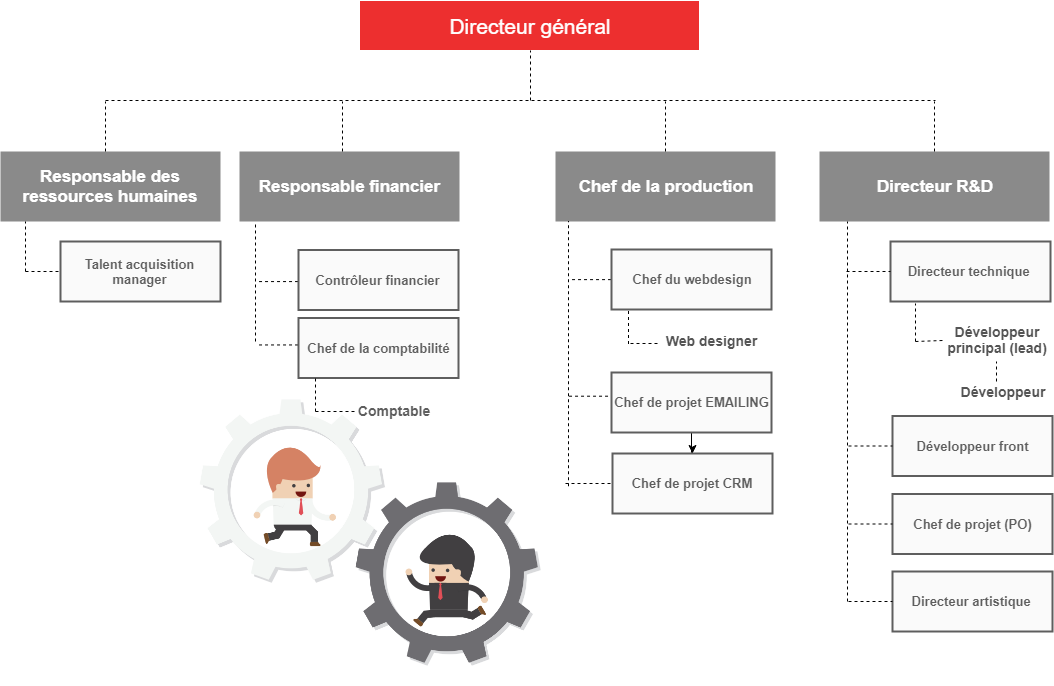 Directeur général
Responsable des
ressources humaines
Talent acquisition
manager
Responsable financier
Contrôleur financier
Chef de la comptabilité
Comptable
Chef de la production
Chef du webdesign
Web designer
Chef de projet EMAILING
Chef de projet CRM
Directeur R&D
Directeur technique
Développeur
principal (lead)
Développeur
Développeur front
Chef de projet (PO)
Directeur artistique